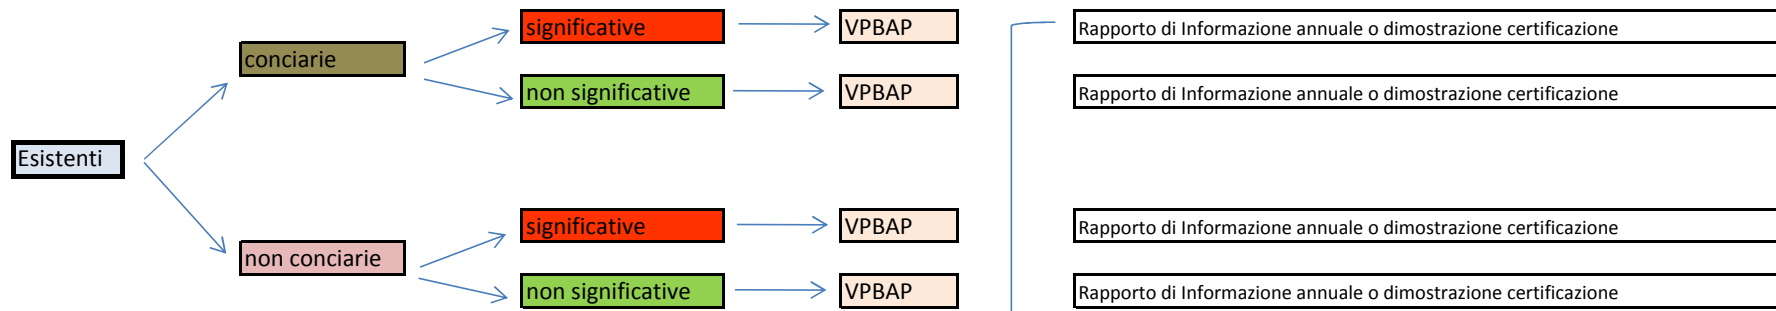 significative
VPBAP
Rapporto di Informazione annuale o dimostrazione certificazione
conciarie
non significative
VPBAP
Rapporto di Informazione annuale o dimostrazione certificazione
Esistenti
significative
VPBAP
Rapporto di Informazione annuale o dimostrazione certificazione
non conciarie
non significative
VPBAP
Rapporto di Informazione annuale o dimostrazione certificazione